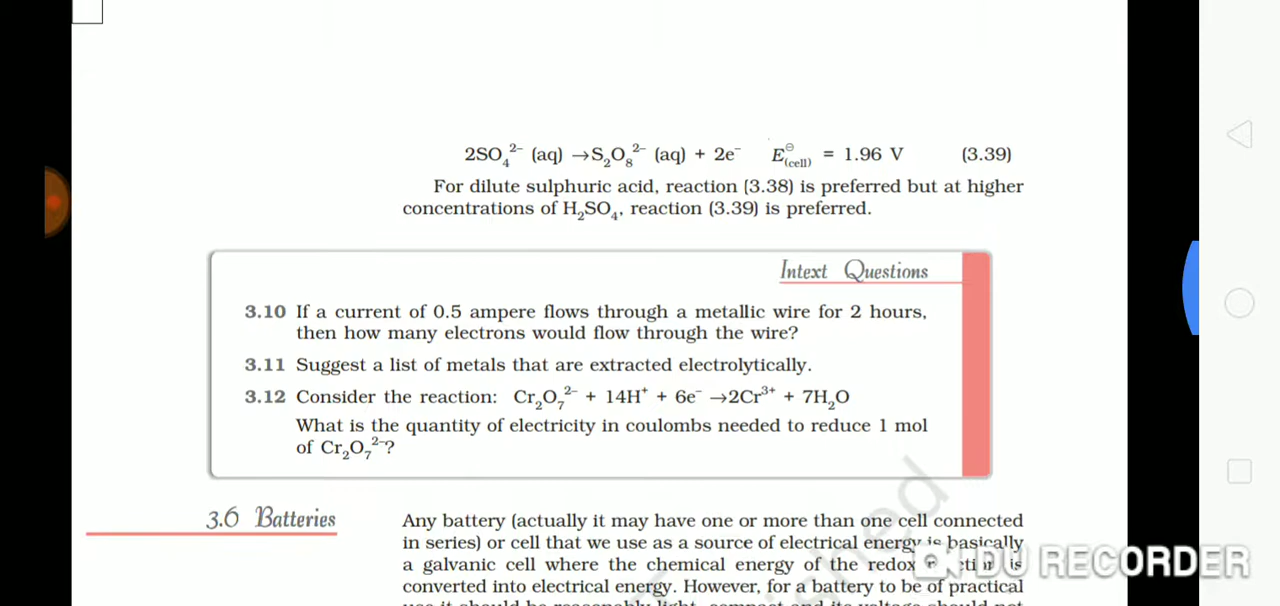 2SO₄²⁻ (aq) →S₂O₈²⁻ (aq) + 2e⁻ E⊖(cell) = 1.96 V (3.39)
For dilute sulphuric acid, reaction (3.38) is preferred but at higher
concentrations of H₂SO₄, reaction (3.39) is preferred.
Intext Questions
3.10 If a current of 0.5 ampere flows through a metallic wire for 2 hours,
then how many electrons would flow through the wire?
3.11 Suggest a list of metals that are extracted electrolytically.
3.12 Consider the reaction: Cr₂O₇²⁻ + 14H⁺ + 6e⁻ →2Cr³⁺ + 7H₂O
What is the quantity of electricity in coulombs needed to reduce 1 mol
of Cr₂O₇²⁻?
3.6 Batteries
Any battery (actually it may have one or more than one cell connected
in series) or cell that we use as a source of electrical energy is basically
a galvanic cell where the chemical energy of the redox is
converted into electrical energy. However, for a battery to be of practical
DU RECORDER